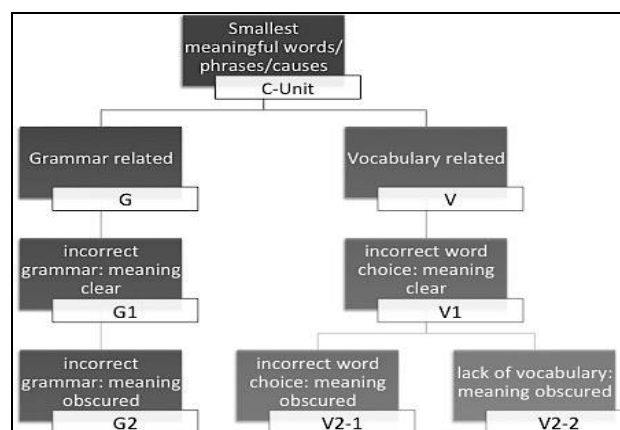 Smallest
meaningful words/
phrases/causes
C-Unit
Grammar related
G
Vocabulary related
V
incorrect
grammar: meaning
clear
G1
incorrect word
choice: meaning
clear
V1
incorrect
grammar: meaning
obscured
G2
incorrect word
choice: meaning
obscured
V2-1
lack of vocabulary:
meaning obscured
V2-2